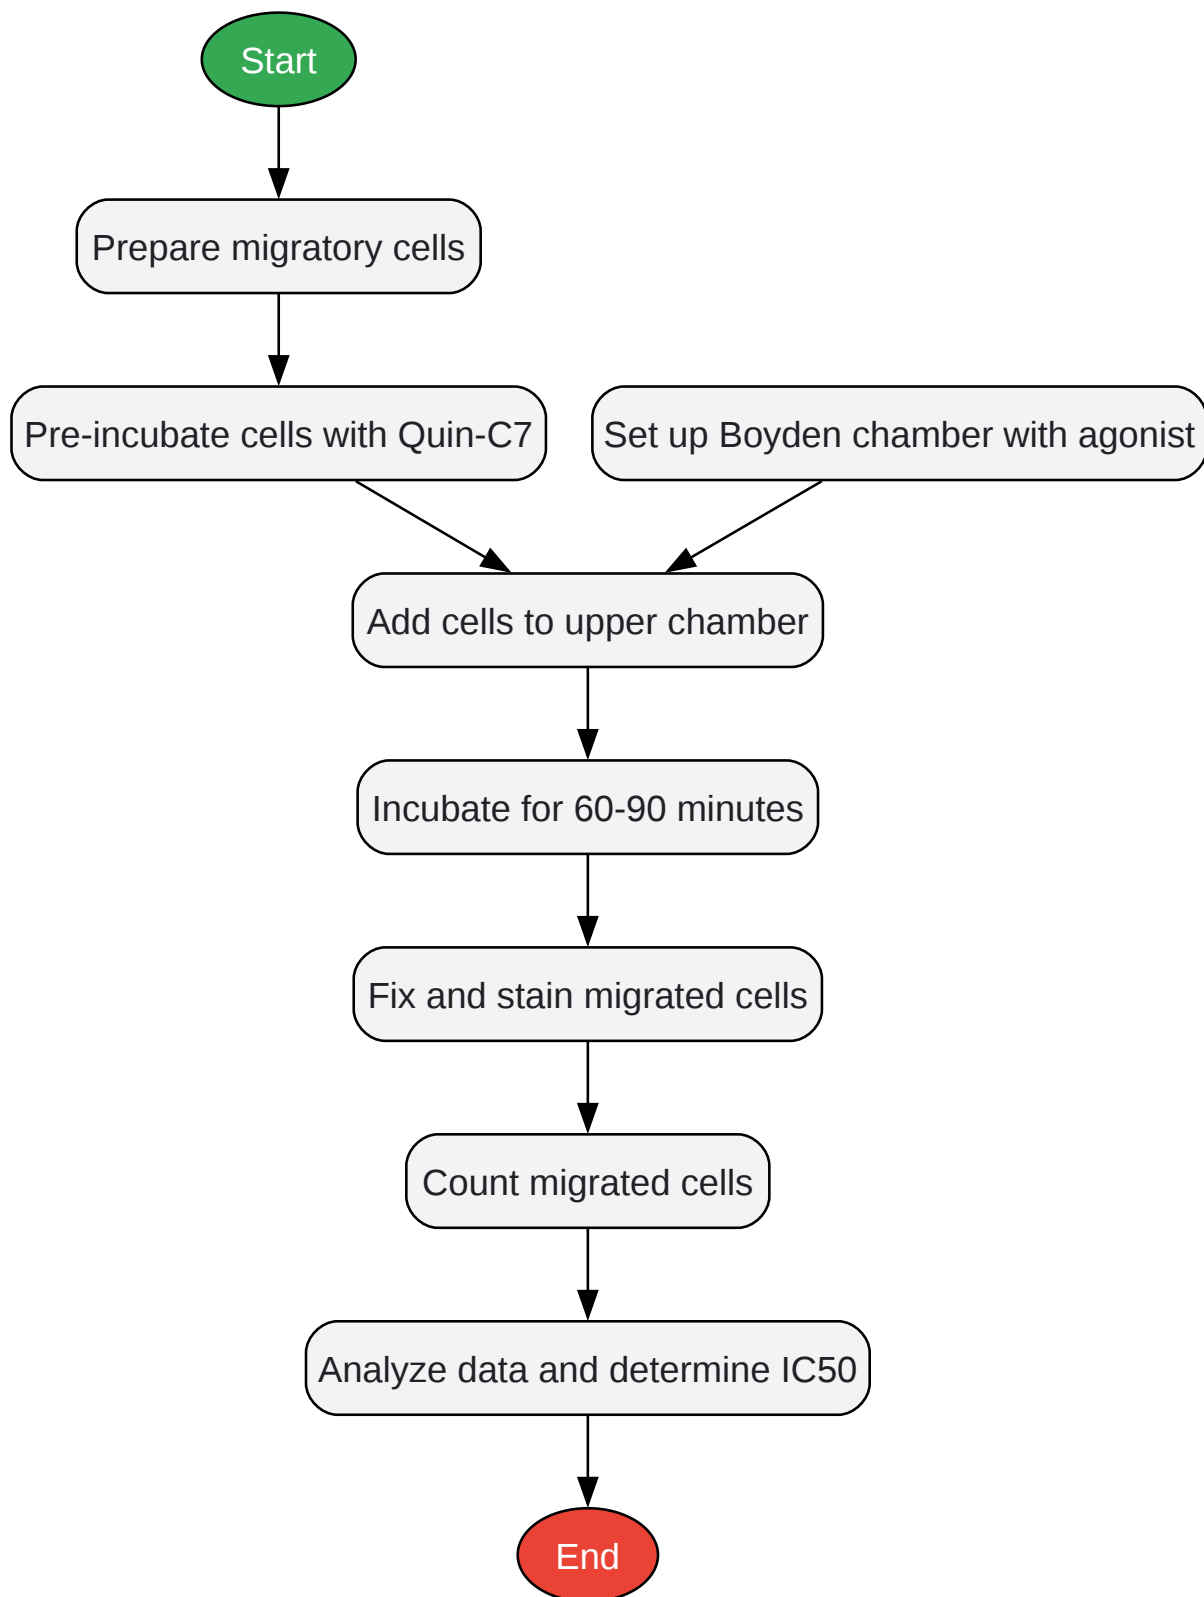 Start
Prepare migratory cells
Pre-incubate cells with Quin-C7
Set up Boyden chamber with agonist
Add cells to upper chamber
Incubate for 60-90 minutes
Fix and stain migrated cells
Count migrated cells
Analyze data and determine IC50
End